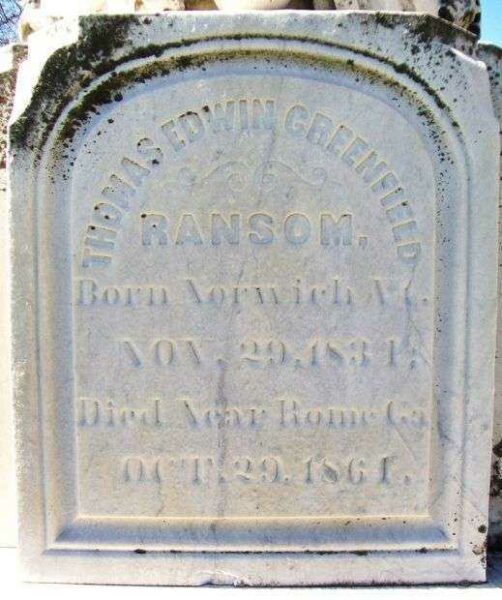 THOMAS EDWIN GREENFIELD
RANSOM.
Born Norwich Vt.
NOV. 29, 1834;
Died Near Rome Ga.
OCT. 29. 1864.